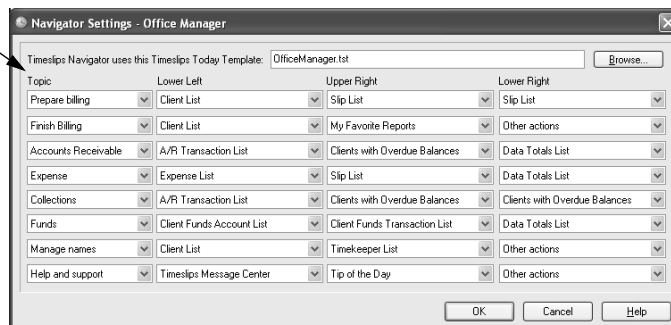 Navigator Settings - Office Manager
Timeslips Navigator uses this Timeslips Today Template: OfficeManager.tst Browse...
Topic Lower Left Upper Right Lower Right
Prepare billing Client List Slip List Slip List
Finish Billing Client List My Favorite Reports Other actions
Accounts Receivable A/R Transaction List Clients with Overdue Balances Data Totals List
Expense Expense List Slip List Data Totals List
Collections A/R Transaction List Clients with Overdue Balances Clients with Overdue Balances
Funds Client Funds Account List Client Funds Transaction List Data Totals List
Manage names Client List Timekeeper List Other actions
Help and support Timeslips Message Center Tip of the Day Other actions
OK Cancel Help